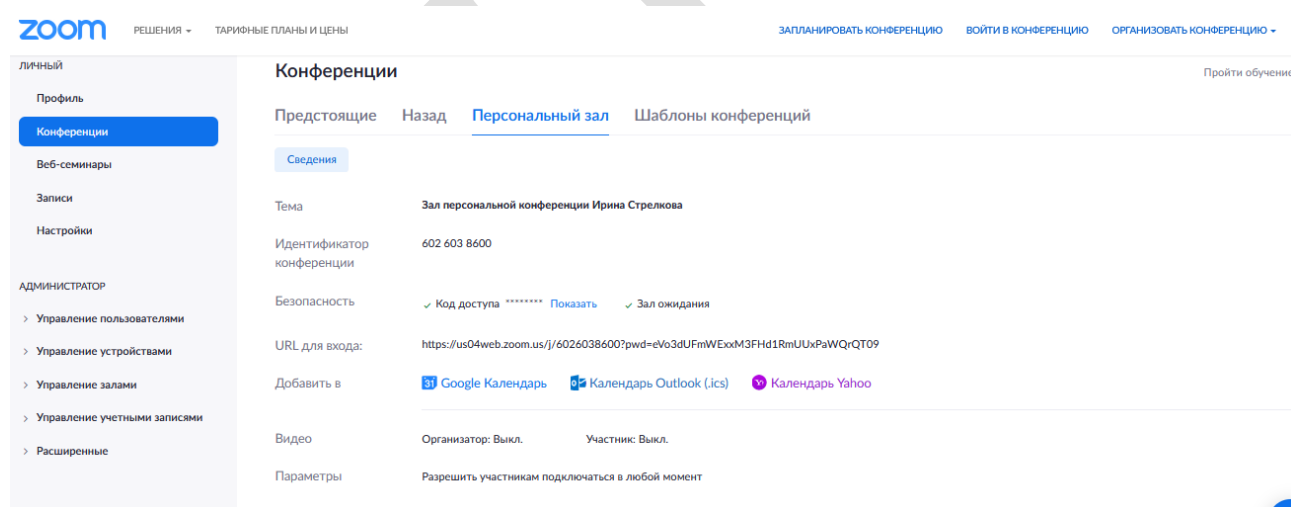 zoom РЕШЕНИЯ ТАРИФНЫЕ ПЛАНЫ И ЦЕНЫ ЗАПЛАНИРОВАТЬ КОНФЕРЕНЦИЮ ВОЙТИ В КОНФЕРЕНЦИЮ ОРГАНИЗОВАТЬ КОНФЕРЕНЦИЮ
ЛИЧНЫЙ
Профиль
Конференции
Веб-семинары
Записи
Настройки
АДМИНИСТРАТОР
Управление пользователями
Управление устройствами
Управление залами
Управление учетными записями
Расширенные
Конференции
Пройти обучение
Предстоящие Назад Персональный зал Шаблоны конференций
Сведения
Тема Зал персональной конференции Ирина Стрелкова
Идентификатор 602 603 8600
конференции
Безопасность Код доступа ******** Показать Зал ожидания
URL для входа: https://us04web.zoom.us/j/6026038600?pwd=eVo3dUFmWExxM3FHd1RmUUxPaWQrQT09
Добавить в 31 Google Календарь Календарь Outlook (.ics) Календарь Yahoo
Видео Организатор: Выкл. Участник: Выкл.
Параметры Разрешить участникам подключаться в любой момент